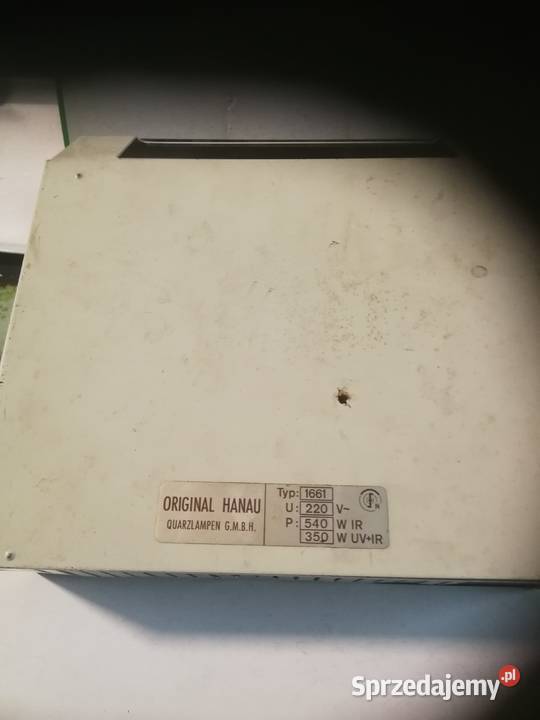 ORIGINAL HANAU
QUARZLAMPEN G.M.B.H.
Typ: 1661
U: 220 V~
P: 540 W IR
350 W UV+IR
Sprzedajemy.pl